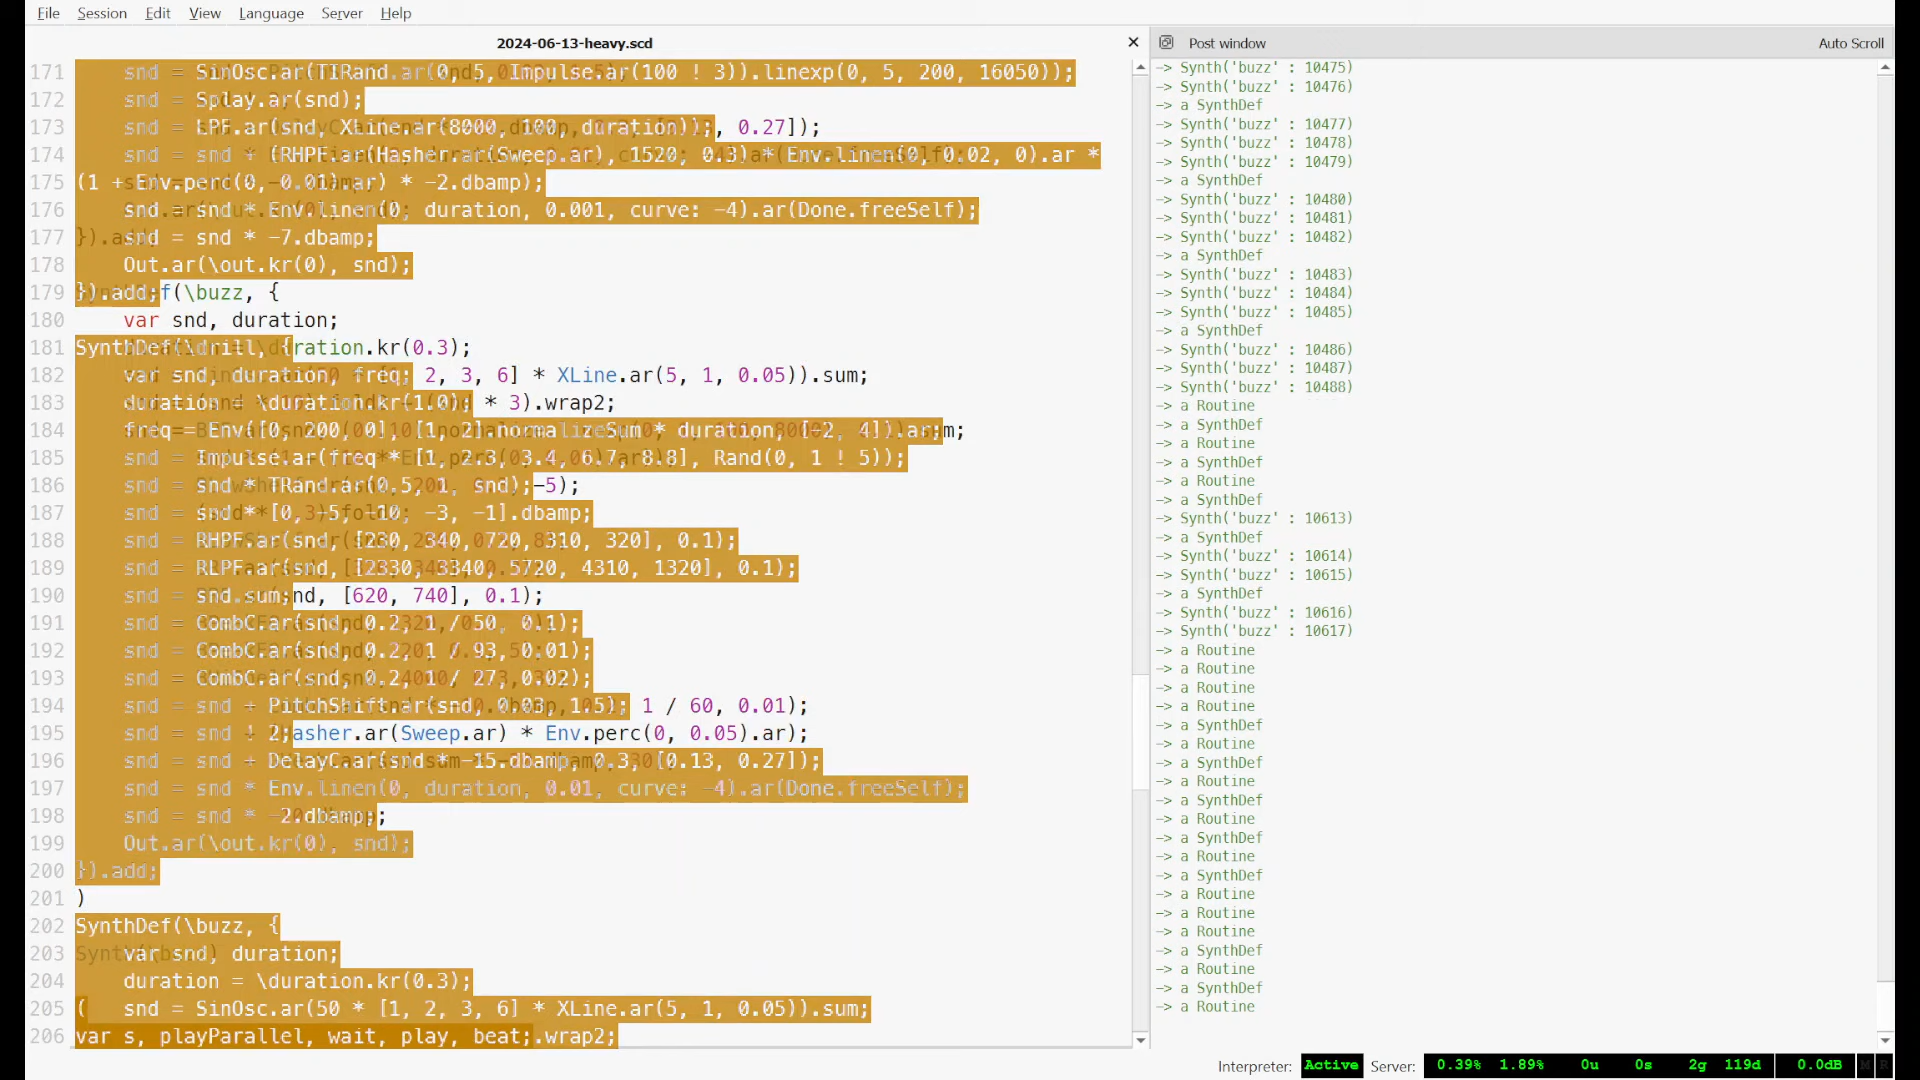 File Session Edit View Language Server Help
2024-06-13-heavy.scd
Post window Auto Scroll
171 snd = SinOsc.ar(TIRand.ar(0, 5, Impulse.ar(100 ! 3)).linexp(0, 5, 200, 16050));
172 snd = Splay.ar(snd);
173 snd = LPF.ar(snd, XLine.ar(8000, 100, duration)); , 0.27]);
174 snd = snd + (RHPF.ar(Hasher.ar(Sweep.ar), 1520, 0.3) * Env.linen(0, 0.02, 0).ar *
175 (1 + Env.perc(0, 0.01).ar) * -2.dbamp);
176 snd = snd * Env.linen(0, duration, 0.001, curve: -4).ar(Done.freeSelf);
177 snd = snd * -7.dbamp;
178 Out.ar(\out.kr(0), snd);
179 }).add; f(\buzz, {
180 var snd, duration;
181 SynthDef(\drill, { ration.kr(0.3);
182 var snd, duration, freq; 2, 3, 6] * XLine.ar(5, 1, 0.05)).sum;
183 duration = \duration.kr(1.0); * 3).wrap2;
184 freq = Env([0, 200, 00], [1, 2].normalizeSum * duration, [-2, 4]).ar; m;
185 snd = Impulse.ar(freq * [1, 2.3, 3.4, 6.7, 8.8], Rand(0, 1 ! 5));
186 snd = snd * TRand.ar(0.5, 1, snd); -5);
187 snd = snd * [0, -5, -10, -3, -1].dbamp;
188 snd = RHPF.ar(snd, [230, 340, 720, 310, 320], 0.1);
189 snd = RLPF.ar(snd, [2330, 3340, 5720, 4310, 1320], 0.1);
190 snd = snd.sum; nd, [620, 740], 0.1);
191 snd = CombC.ar(snd, 0.2, 1 / 50, 0.1);
192 snd = CombC.ar(snd, 0.2, 1 / 93, 0.01);
193 snd = CombC.ar(snd, 0.2, 1 / 27, 0.02);
194 snd = snd + PitchShift.ar(snd, 0.03, 1.5); 1 / 60, 0.01);
195 snd = snd ! 2; asher.ar(Sweep.ar) * Env.perc(0, 0.05).ar);
196 snd = snd + DelayC.ar(snd * -15.dbamp, 0.3, [0.13, 0.27]);
197 snd = snd * Env.linen(0, duration, 0.01, curve: -4).ar(Done.freeSelf);
198 snd = snd * -2.dbamp;
199 Out.ar(\out.kr(0), snd);
200 }).add;
201 )
202 SynthDef(\buzz, {
203 var snd, duration;
204 duration = \duration.kr(0.3);
205 ( snd = SinOsc.ar(50 * [1, 2, 3, 6] * XLine.ar(5, 1, 0.05)).sum;
206 var s, playParallel, wait, play, beat; .wrap2;
-> Synth('buzz' : 10475)
-> Synth('buzz' : 10476)
-> a SynthDef
-> Synth('buzz' : 10477)
-> Synth('buzz' : 10478)
-> Synth('buzz' : 10479)
-> a SynthDef
-> Synth('buzz' : 10480)
-> Synth('buzz' : 10481)
-> Synth('buzz' : 10482)
-> a SynthDef
-> Synth('buzz' : 10483)
-> Synth('buzz' : 10484)
-> Synth('buzz' : 10485)
-> a SynthDef
-> Synth('buzz' : 10486)
-> Synth('buzz' : 10487)
-> Synth('buzz' : 10488)
-> a Routine
-> a SynthDef
-> a Routine
-> a SynthDef
-> a Routine
-> a SynthDef
-> Synth('buzz' : 10613)
-> a SynthDef
-> Synth('buzz' : 10614)
-> Synth('buzz' : 10615)
-> a SynthDef
-> Synth('buzz' : 10616)
-> Synth('buzz' : 10617)
-> a Routine
-> a Routine
-> a Routine
-> a Routine
-> a SynthDef
-> a Routine
-> a SynthDef
-> a Routine
-> a SynthDef
-> a Routine
-> a SynthDef
-> a Routine
-> a SynthDef
-> a Routine
-> a Routine
-> a Routine
-> a SynthDef
-> a Routine
-> a SynthDef
-> a Routine
Interpreter: Active Server: 0.39% 1.89% 0u 0s 2g 119d 0.0dB M R